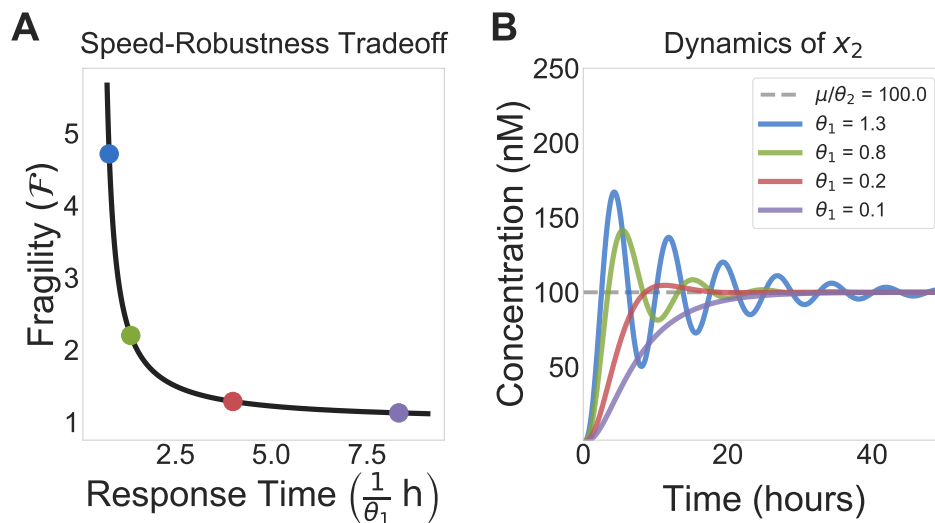 A
Speed-Robustness Tradeoff
Fragility (ℱ)
5
4
3
2
1
2.5 5.0 7.5
Response Time (1/θ₁ h)
B
Dynamics of x₂
Concentration (nM)
250
200
150
100
50
0 20 40
Time (hours)
μ/θ₂ = 100.0
θ₁ = 1.3
θ₁ = 0.8
θ₁ = 0.2
θ₁ = 0.1